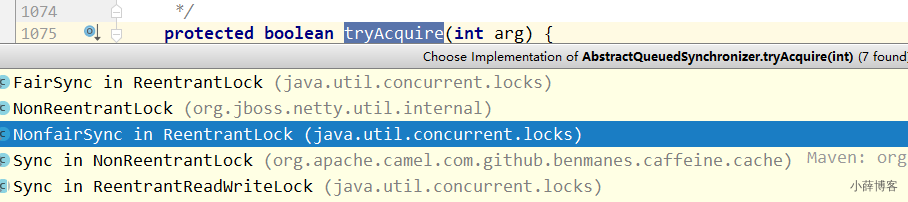 1074 */
1075 protected boolean tryAcquire(int arg) {
Choose Implementation of AbstractQueuedSynchronizer.tryAcquire(int) (7 found)
FairSync in ReentrantLock (java.util.concurrent.locks)
NonReentrantLock (org.jboss.netty.util.internal)
NonfairSync in ReentrantLock (java.util.concurrent.locks)
Sync in NonReentrantLock (org.apache.camel.com.github.benmanes.caffeine.cache) Maven: org
Sync in ReentrantReadWriteLock (java.util.concurrent.locks)
小薛博客